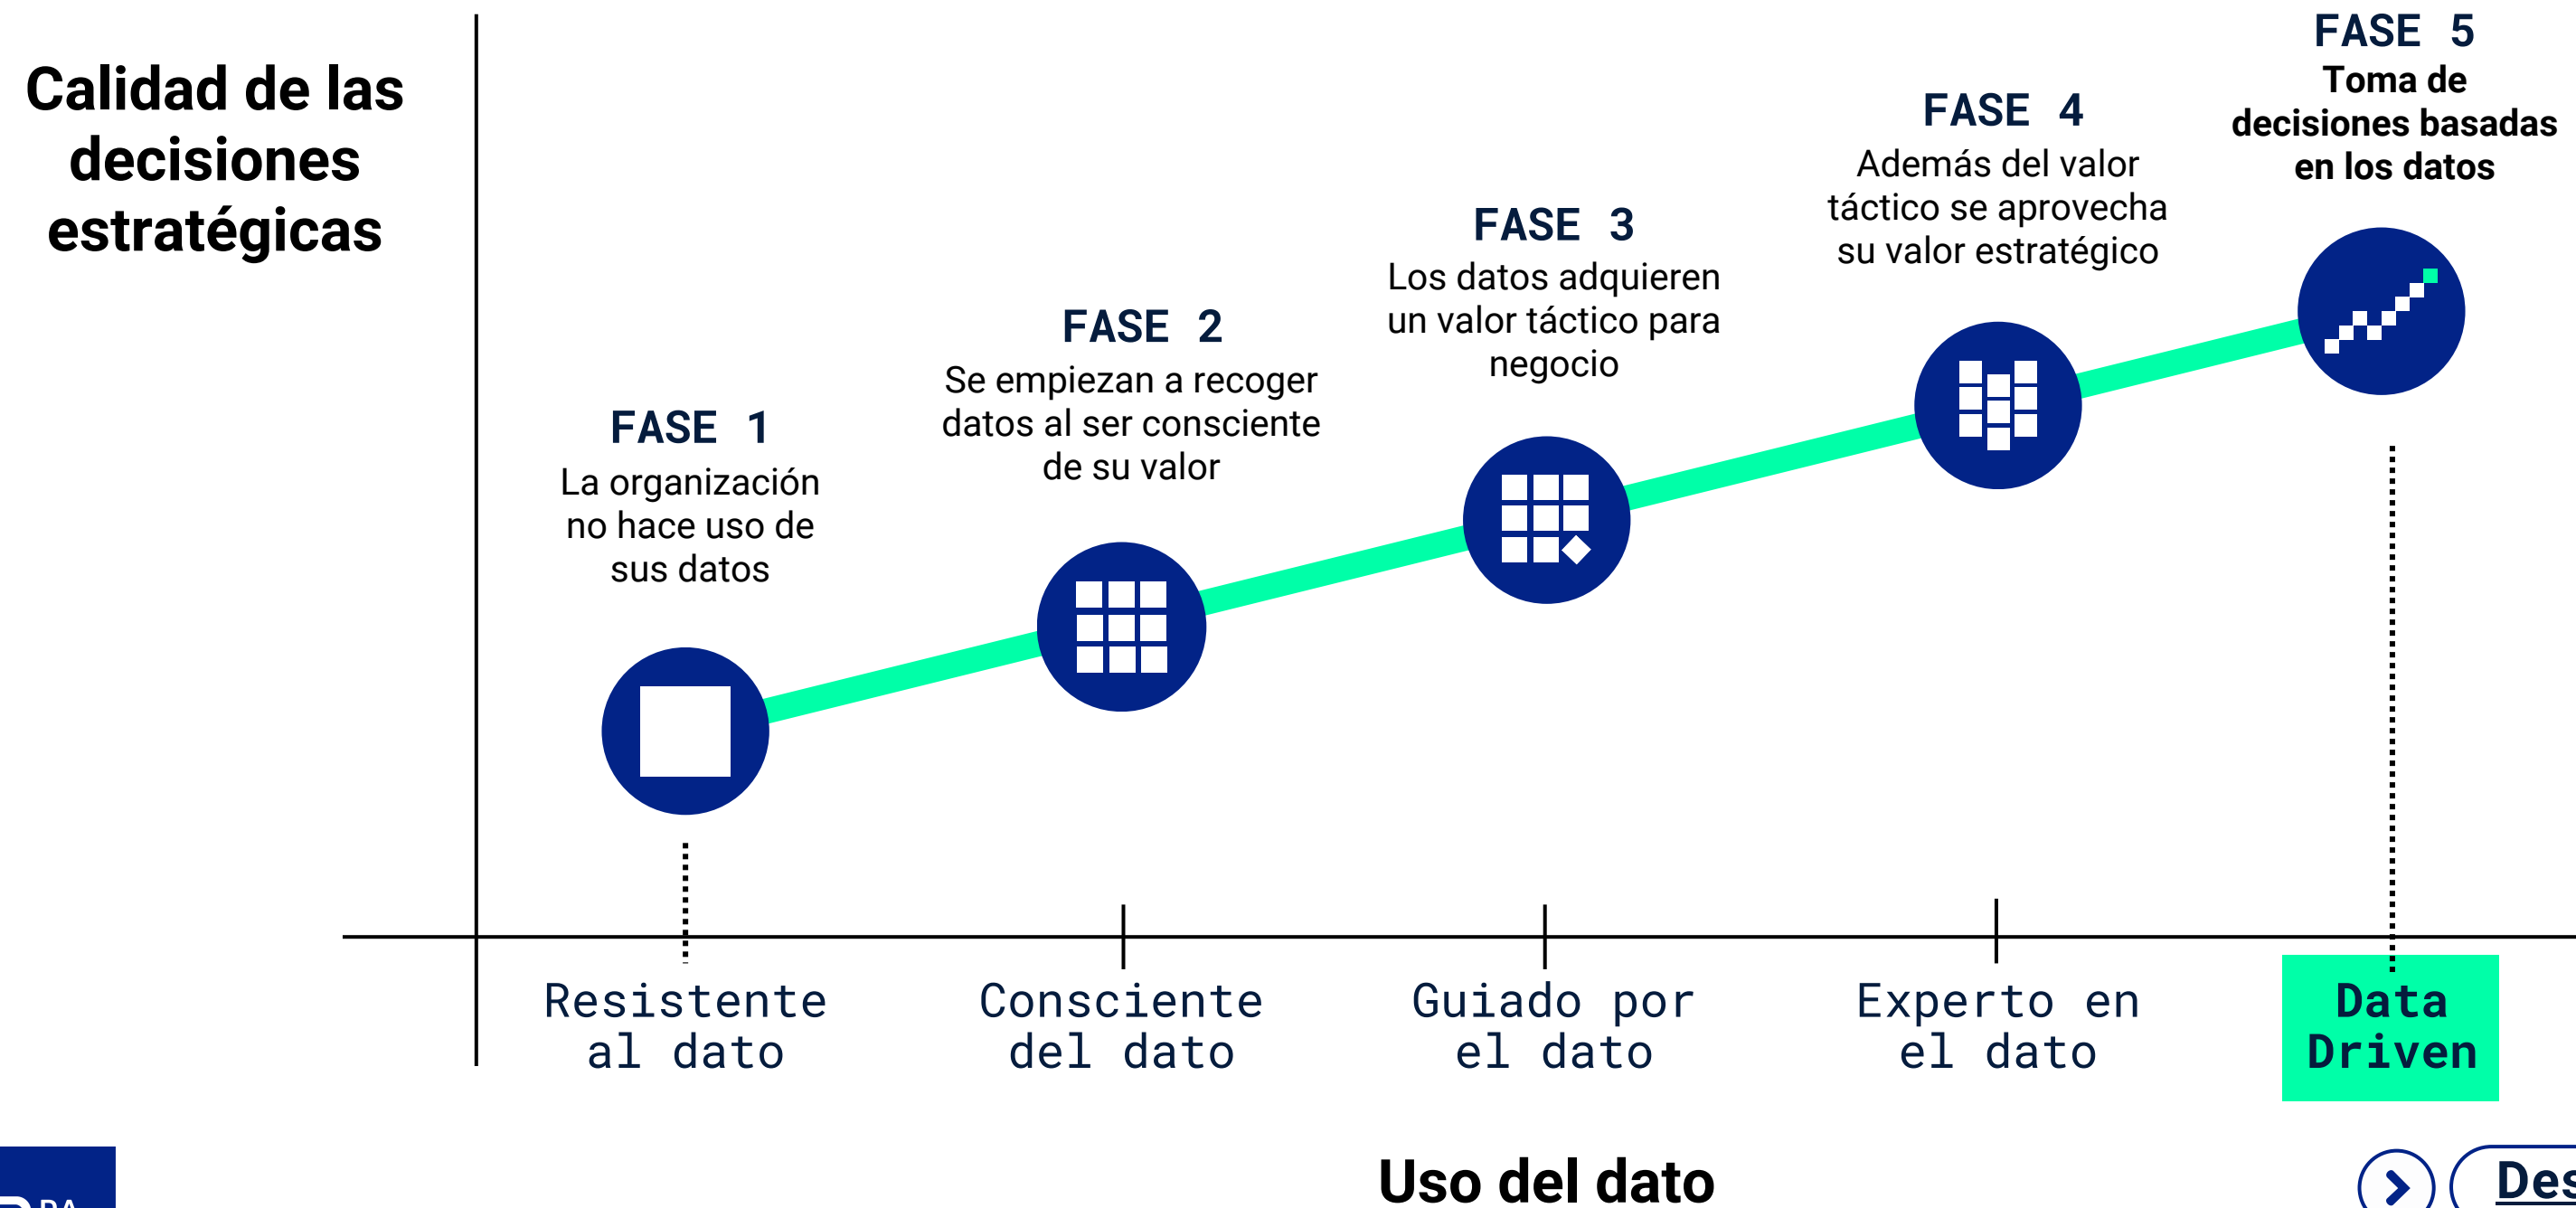 Calidad de las
decisiones
estratégicas
FASE 1
La organización
no hace uso de
sus datos
FASE 2
Se empiezan a recoger
datos al ser consciente
de su valor
FASE 3
Los datos adquieren
un valor táctico para
negocio
FASE 4
Además del valor
táctico se aprovecha
su valor estratégico
FASE 5
Toma de
decisiones basadas
en los datos
Resistente
al dato
Consciente
del dato
Guiado por
el dato
Experto en
el dato
Data
Driven
Uso del dato